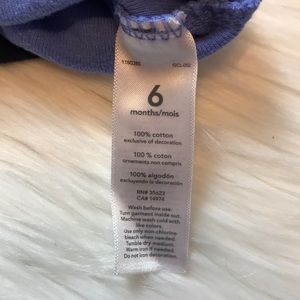 6
months/mois
100% cotton
exclusive of decoration
100 % coton
ornements non compris
100% algodón
excluyendo la decoración
RN# 35622
CA# 14974
Wash before use.
Turn garment inside out.
Machine wash cold with
like colors.
Use only non-chlorine
bleach when needed.
Tumble dry medium.
Warm iron if needed.
Do not iron decoration.